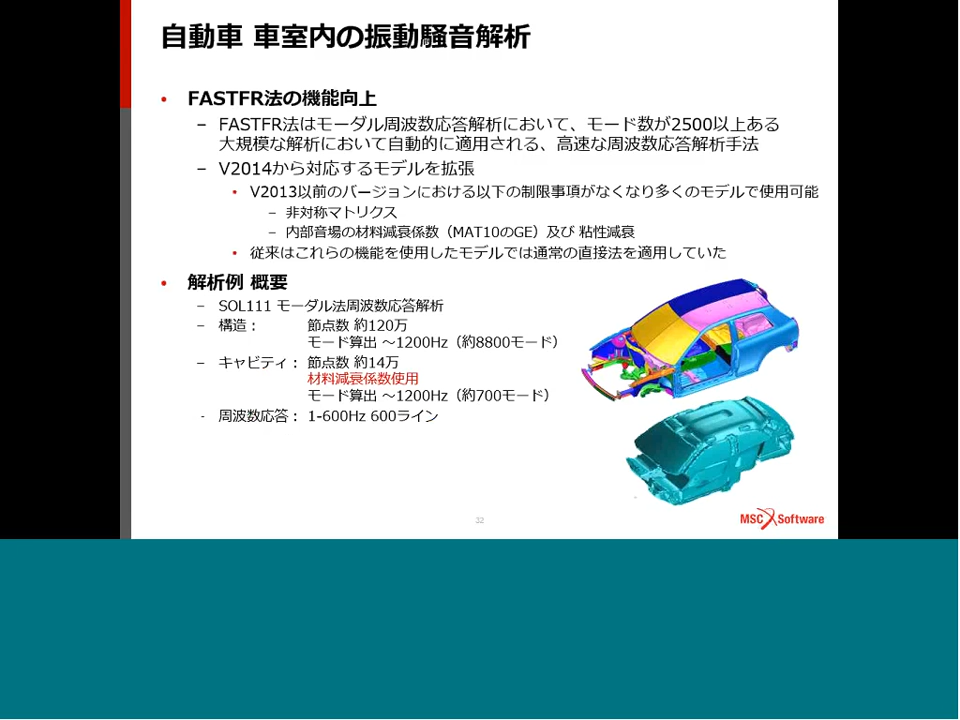 自動車 車室内の振動騒音解析
• FASTFR法の機能向上
– FASTFR法はモーダル周波数応答解析において、モード数が2500以上ある
大規模な解析において自動的に適用される、高速な周波数応答解析手法
– V2014から対応するモデルを拡張
• V2013以前のバージョンにおける以下の制限事項がなくなり多くのモデルで使用可能
– 非対称マトリクス
– 内部音場の材料減衰係数（MAT10のGE）及び 粘性減衰
• 従来はこれらの機能を使用したモデルでは通常の直接法を適用していた
• 解析例 概要
– SOL111 モーダル法周波数応答解析
– 構造： 節点数 約120万
モード算出 ～1200Hz（約8800モード）
– キャビティ： 節点数 約14万
材料減衰係数使用
モード算出 ～1200Hz（約700モード）
- 周波数応答： 1-600Hz 600ライン
32
MSC Software